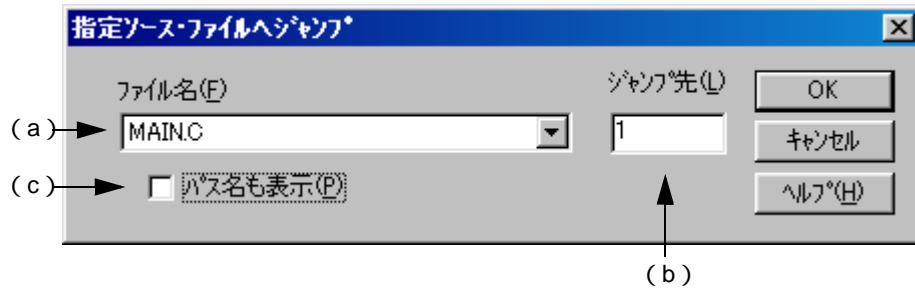 指定ソース・ファイルへジャンプ
ファイル名(F)
ジャンプ先(L)
OK
(a)
MAIN.C
1
キャンセル
(c)
パス名も表示(P)
ヘルプ(H)
(b)